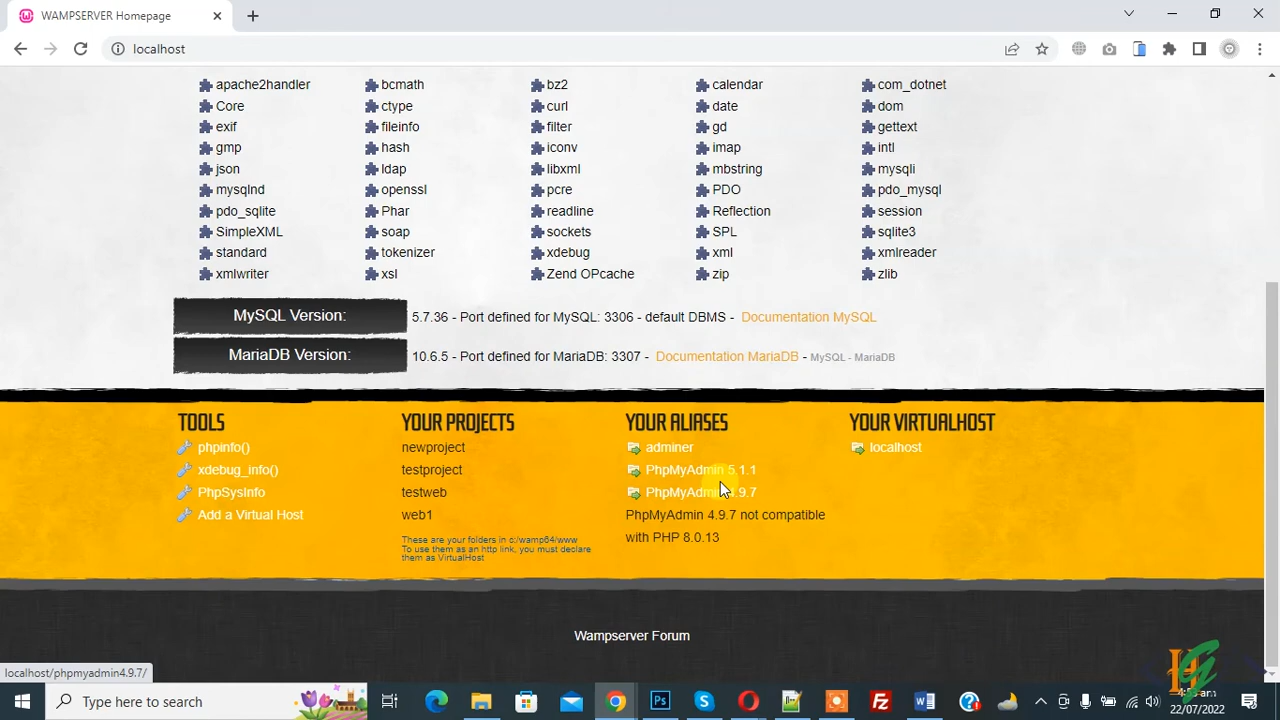 WAMPSERVER Homepage
localhost
apache2handler bcmath bz2 calendar com_dotnet
Core ctype curl date dom
exif fileinfo filter gd gettext
gmp hash iconv imap intl
json ldap libxml mbstring mysqli
mysqlnd openssl pcre PDO pdo_mysql
pdo_sqlite Phar readline Reflection session
SimpleXML soap sockets SPL sqlite3
standard tokenizer xdebug xml xmlreader
xmlwriter xsl Zend OPcache zip zlib
MySQL Version: 5.7.36 - Port defined for MySQL: 3306 - default DBMS - Documentation MySQL
MariaDB Version: 10.6.5 - Port defined for MariaDB: 3307 - Documentation MariaDB - MySQL - MariaDB
TOOLS
phpinfo()
xdebug_info()
PhpSysInfo
Add a Virtual Host
YOUR PROJECTS
newproject
testproject
testweb
web1
These are your folders in c:/wamp64/www
To use them as an http link, you must declare
them as VirtualHost
YOUR ALIASES
adminer
PhpMyAdmin 5.1.1
PhpMyAdmin 4.9.7
PhpMyAdmin 4.9.7 not compatible
with PHP 8.0.13
YOUR VIRTUALHOST
localhost
Wampserver Forum
localhost/phpmyadmin4.9.7/
Type here to search
22/07/2022